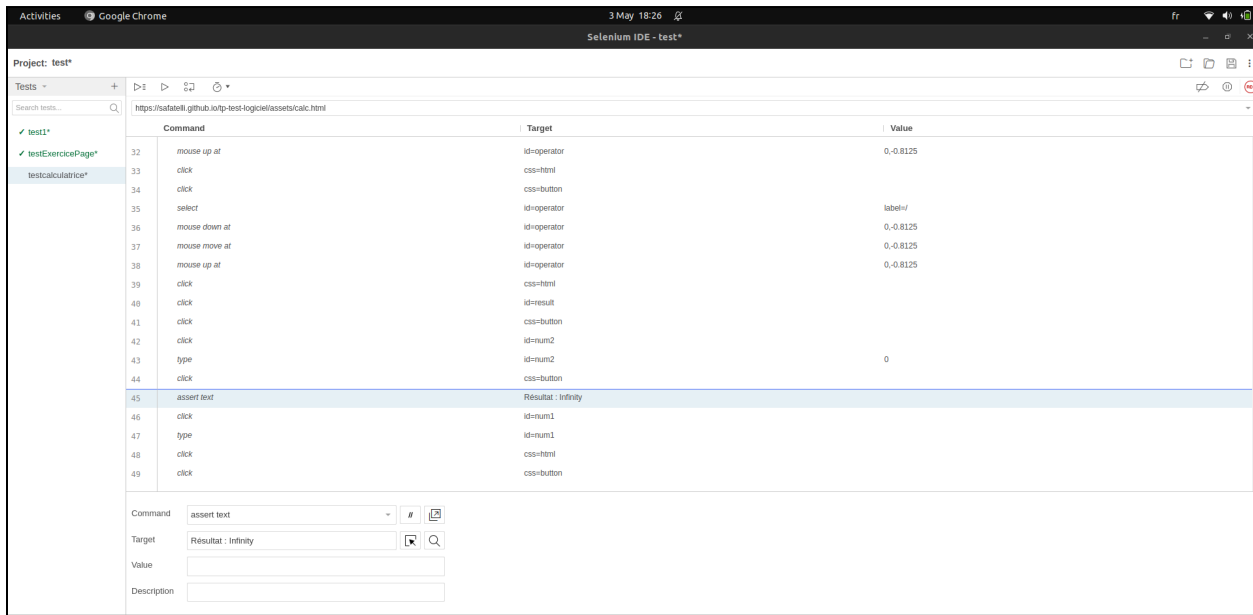 Activities Google Chrome 3 May 18:26 fr
Selenium IDE - test*
Project: test*
Tests
Search tests...
https://safatelli.github.io/tp-test-logiciel/assets/calc.html
Command Target Value
✓ test1*
✓ testExercicePage*
testcalculatrice*
32 mouse up at id=operator 0,-0.8125
33 click css=html
34 click css=button
35 select id=operator label=/
36 mouse down at id=operator 0,-0.8125
37 mouse move at id=operator 0,-0.8125
38 mouse up at id=operator 0,-0.8125
39 click css=html
40 click id=result
41 click css=button
42 click id=num2
43 type id=num2 0
44 click css=button
45 assert text Résultat : Infinity
46 click id=num1
47 type id=num1
48 click css=html
49 click css=button
Command assert text //
Target Résultat : Infinity
Value
Description